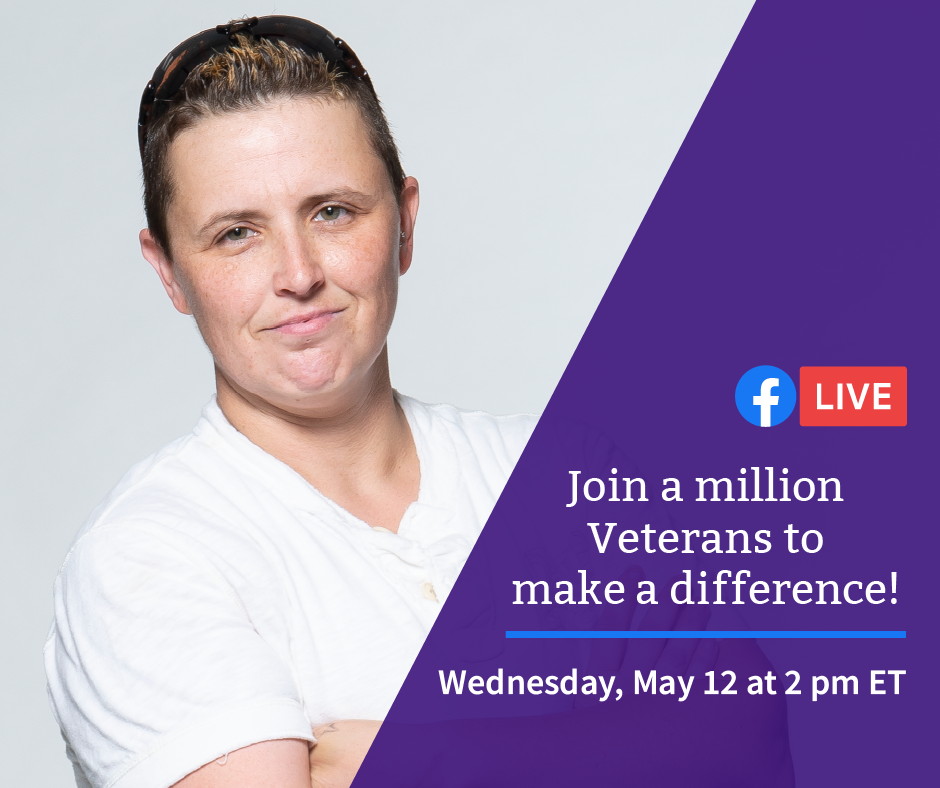 LIVE
Join a million
Veterans to
make a difference!
Wednesday, May 12 at 2 pm ET